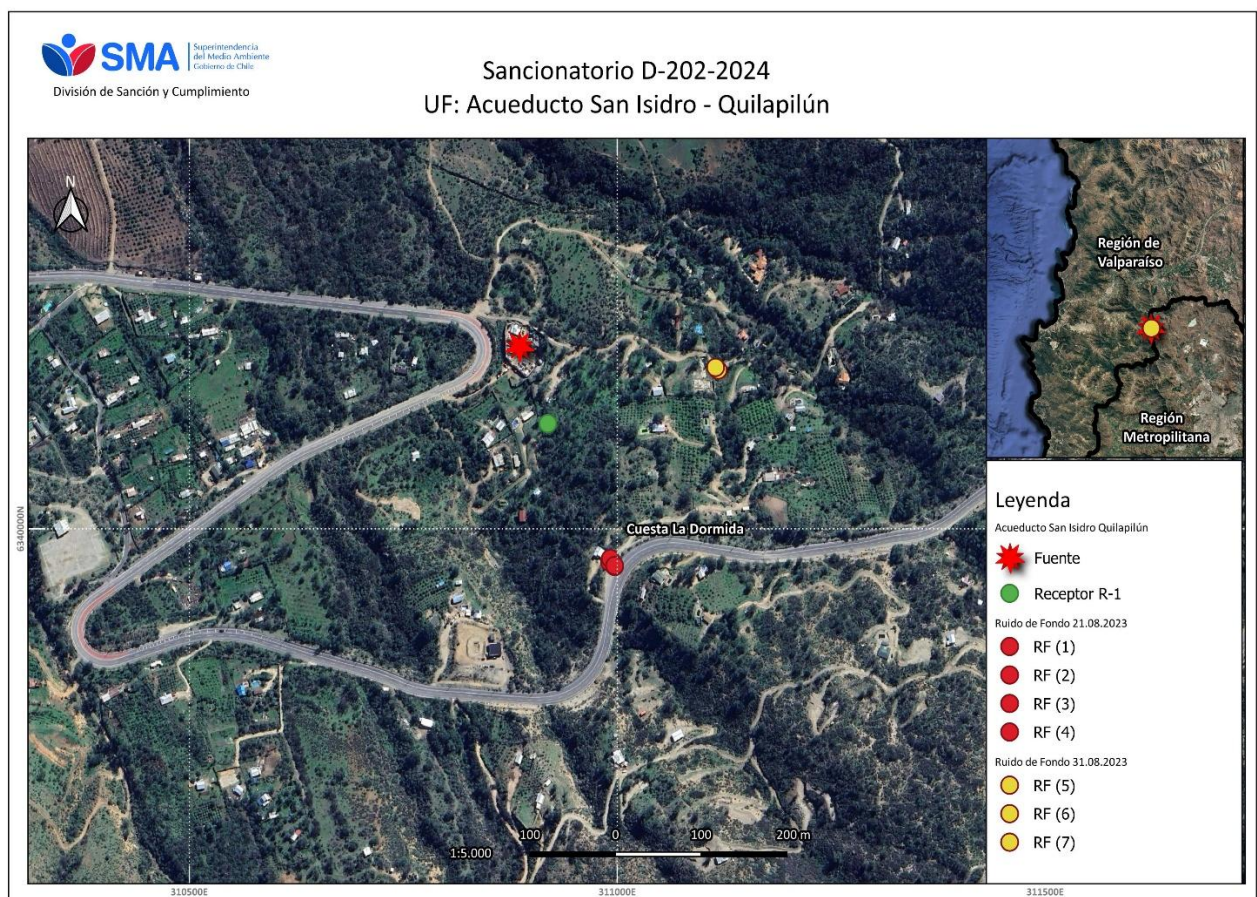 SMA
Superintendencia
del Medio Ambiente
Gobierno de Chile
División de Sanción y Cumplimiento
Sancionatorio D-202-2024
UF: Acueducto San Isidro - Quilapilún
N
Cuesta La Dormida
6340000N
1:5.000
100
0
100
200 m
310500E
311000E
311500E
Región de
Valparaíso
Región
Metropolitana
Leyenda
Acueducto San Isidro Quilapilún
Fuente
Receptor R-1
Ruido de Fondo 21.08.2023
RF (1)
RF (2)
RF (3)
RF (4)
Ruido de Fondo 31.08.2023
RF (5)
RF (6)
RF (7)